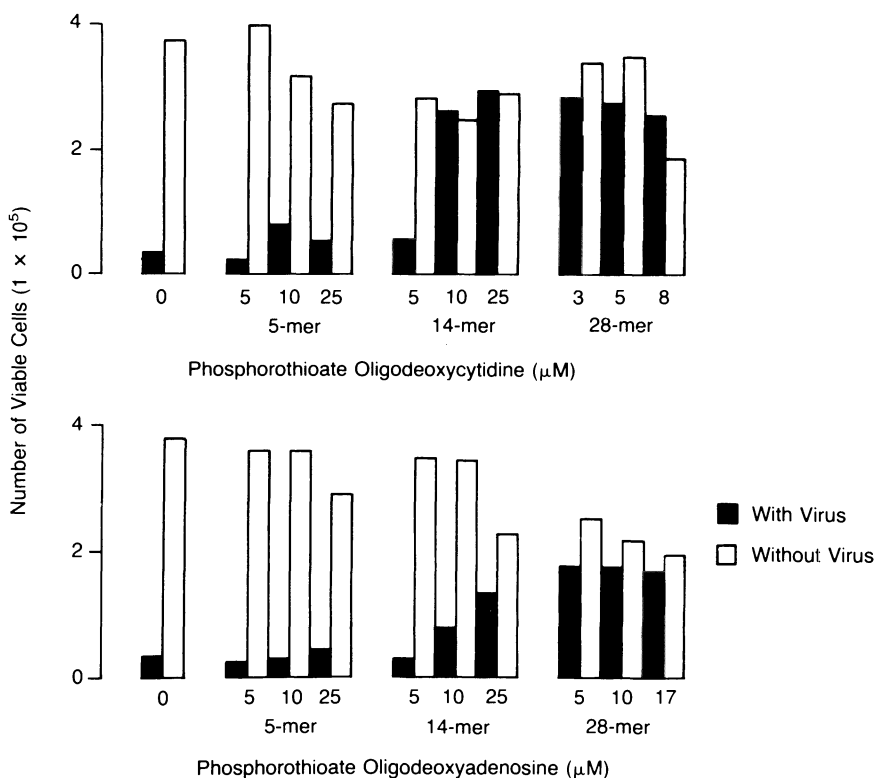 Number of Viable Cells (1 × 10⁵)
4
2
0
0
5 10 25
5-mer
5 10 25
14-mer
3 5 8
28-mer
Phosphorothioate Oligodeoxycytidine (μM)
4
2
0
0
5 10 25
5-mer
5 10 25
14-mer
5 10 17
28-mer
Phosphorothioate Oligodeoxyadenosine (μM)
With Virus
Without Virus